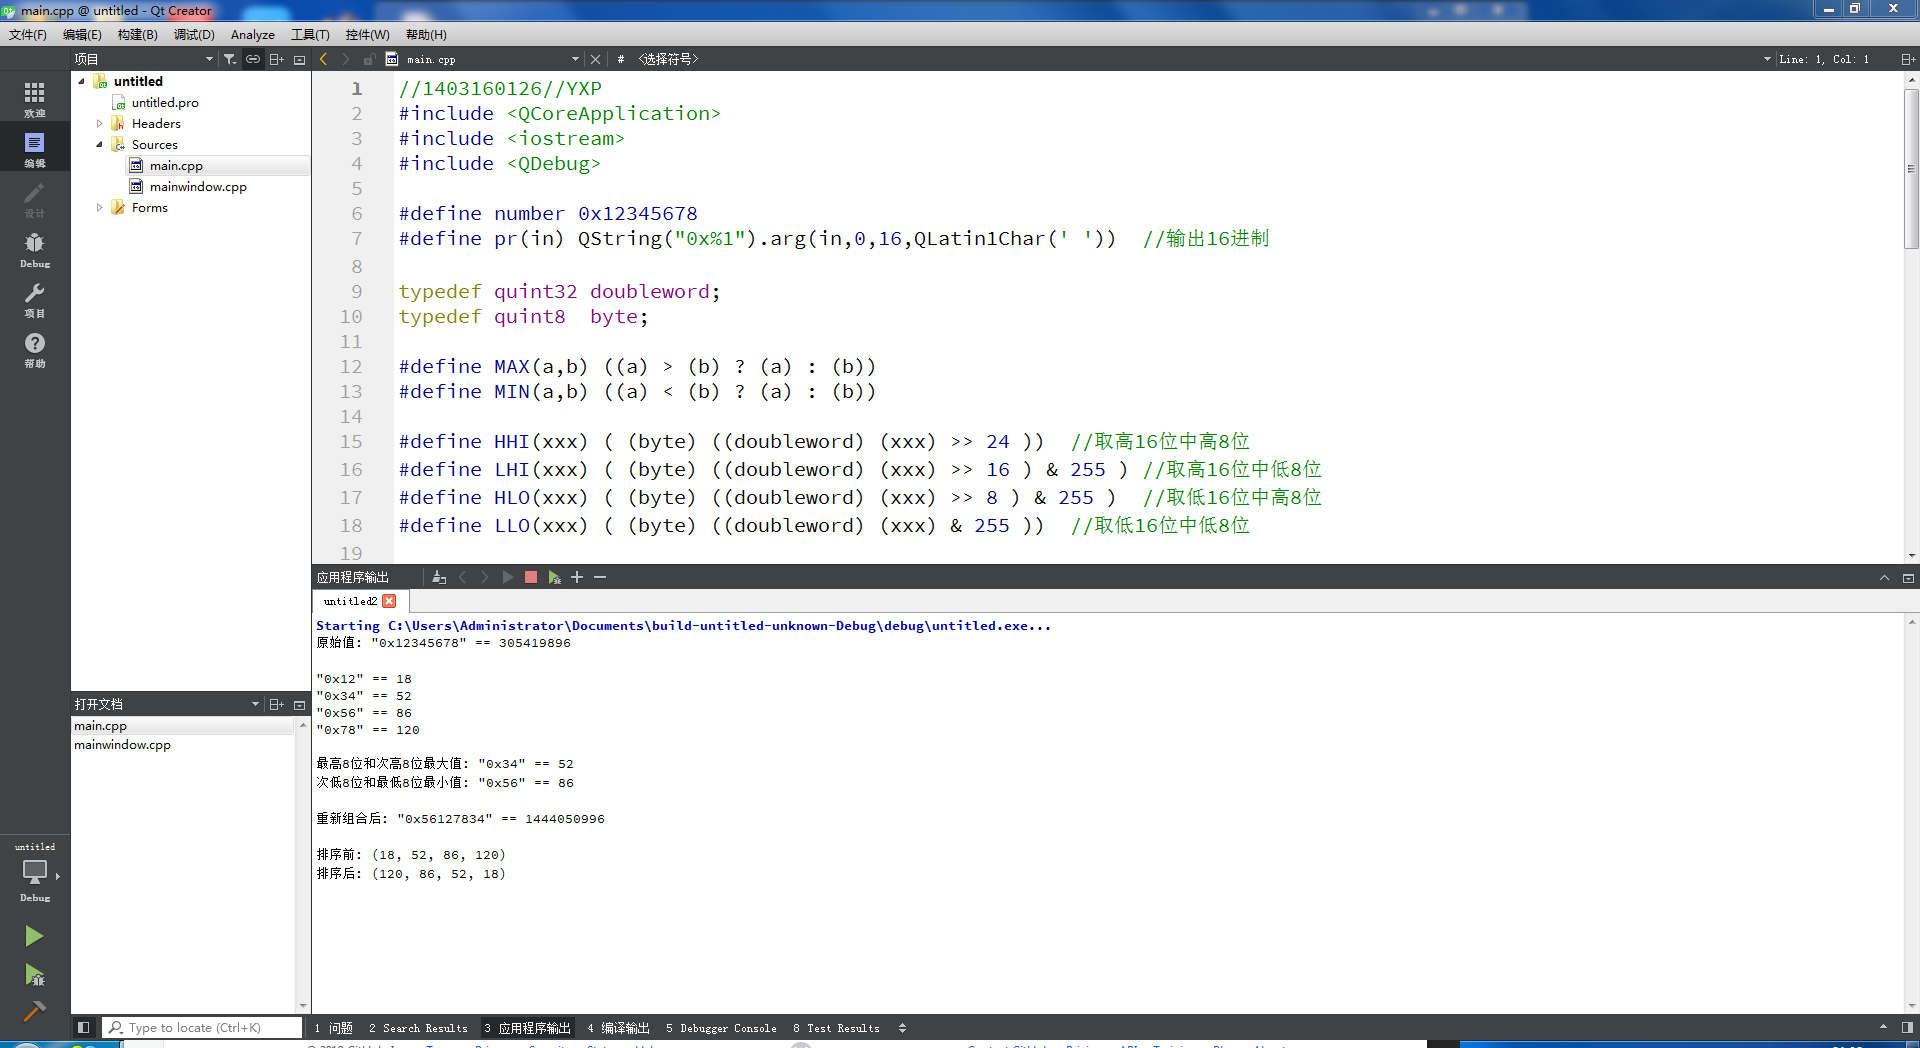 main.cpp @ untitled - Qt Creator
文件(F) 编辑(E) 构建(B) 调试(D) Analyze 工具(T) 控件(W) 帮助(H)
项目
main.cpp
# <选择符号>
Line: 1, Col: 1
欢迎
编辑
设计
Debug
项目
帮助
untitled
untitled.pro
Headers
Sources
main.cpp
mainwindow.cpp
Forms
1 //1403160126//YXP
2 #include <QCoreApplication>
3 #include <iostream>
4 #include <QDebug>
5
6 #define number 0x12345678
7 #define pr(in) QString("0x%1").arg(in,0,16,QLatin1Char(' ')) //输出16进制
8
9 typedef quint32 doubleword;
10 typedef quint8 byte;
11
12 #define MAX(a,b) ((a) > (b) ? (a) : (b))
13 #define MIN(a,b) ((a) < (b) ? (a) : (b))
14
15 #define HHI(xxx) ( (byte) ((doubleword) (xxx) >> 24 )) //取高16位中高8位
16 #define LHI(xxx) ( (byte) ((doubleword) (xxx) >> 16 ) & 255 ) //取高16位中低8位
17 #define HLO(xxx) ( (byte) ((doubleword) (xxx) >> 8 ) & 255 ) //取低16位中高8位
18 #define LLO(xxx) ( (byte) ((doubleword) (xxx) & 255 )) //取低16位中低8位
19
应用程序输出
untitled2
Starting C:\Users\Administrator\Documents\build-untitled-unknown-Debug\debug\untitled.exe...
原始值: "0x12345678" == 305419896
"0x12" == 18
"0x34" == 52
"0x56" == 86
"0x78" == 120
最高8位和次高8位最大值: "0x34" == 52
次低8位和最低8位最小值: "0x56" == 86
重新组合后: "0x56127834" == 1444050996
排序前: (18, 52, 86, 120)
排序后: (120, 86, 52, 18)
打开文档
main.cpp
mainwindow.cpp
untitled
Debug
Type to locate (Ctrl+K)
1 问题 2 Search Results 3 应用程序输出 4 编译输出 5 Debugger Console 8 Test Results